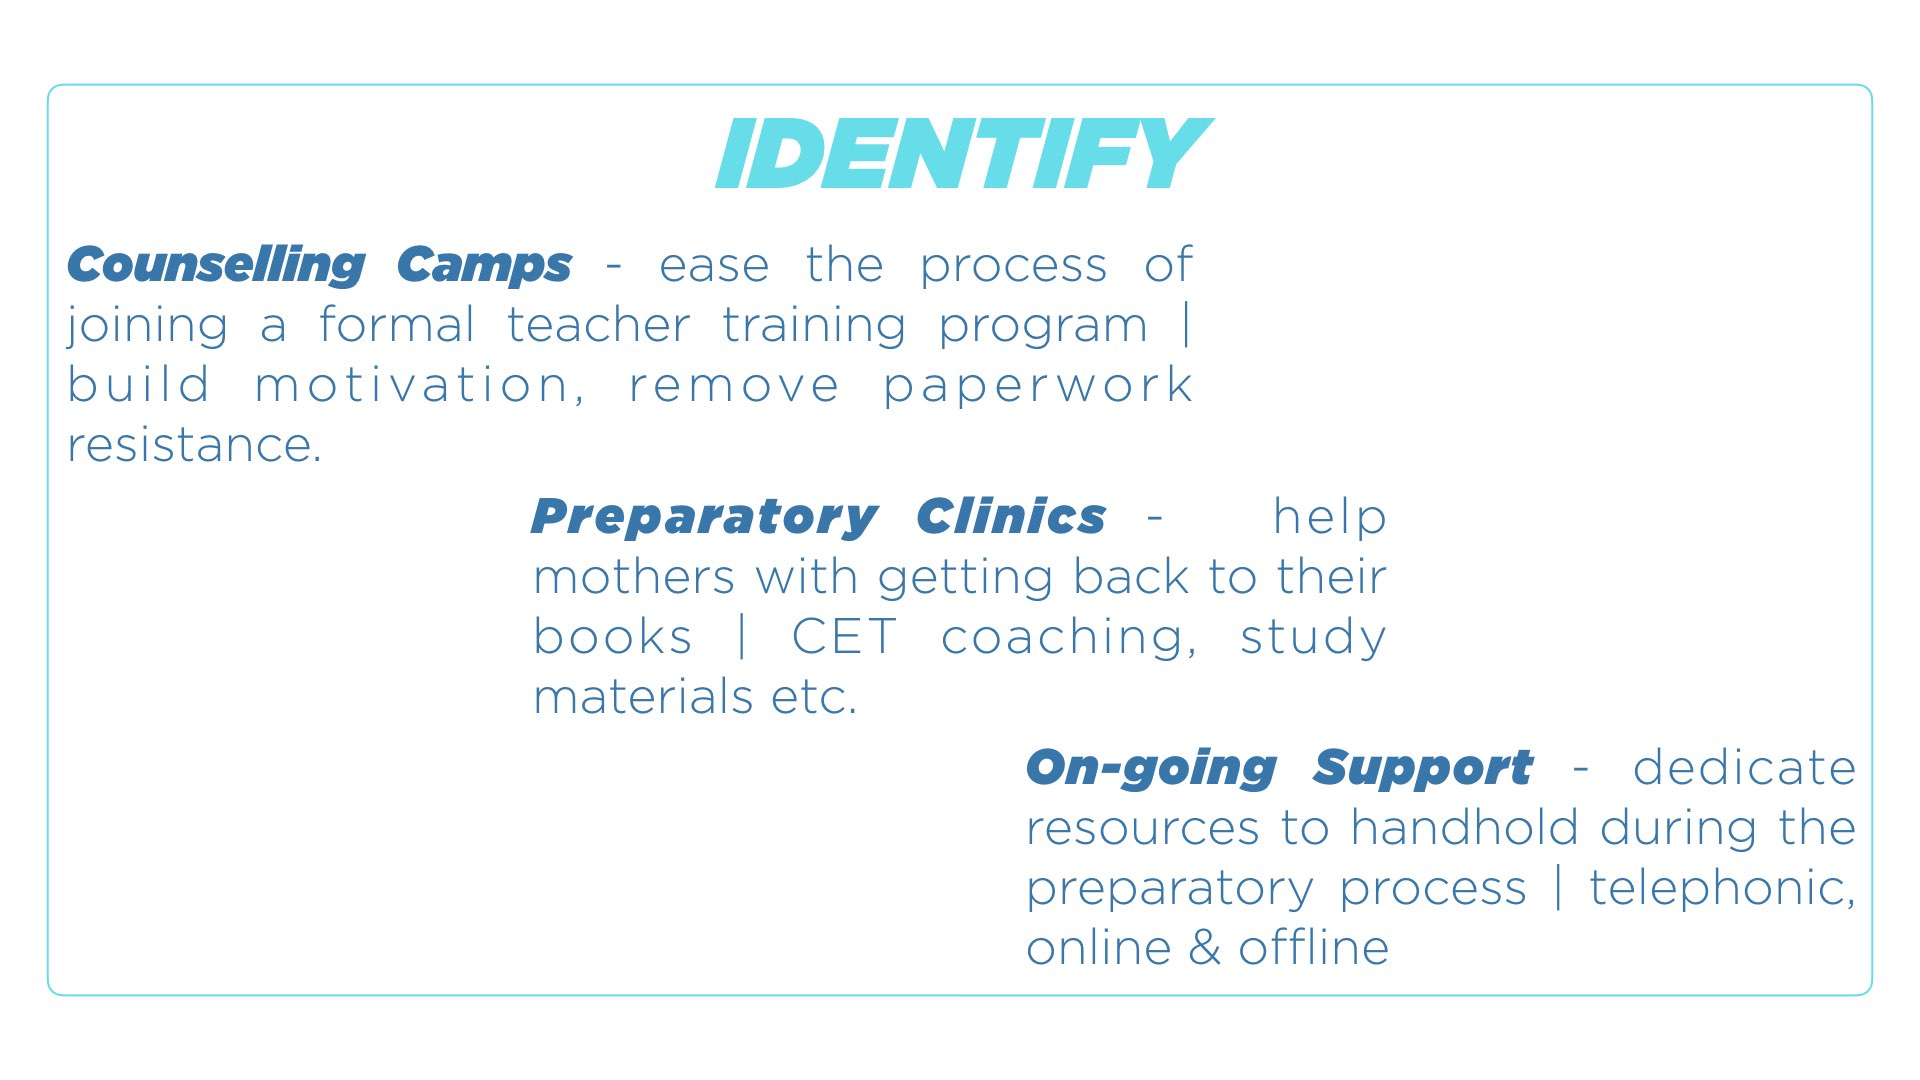 IDENTIFY
Counselling Camps - ease the process of
joining a formal teacher training program |
build motivation, remove paperwork
resistance.
Preparatory Clinics - help
mothers with getting back to their
books | CET coaching, study
materials etc.
On-going Support - dedicate
resources to handhold during the
preparatory process | telephonic,
online & offline